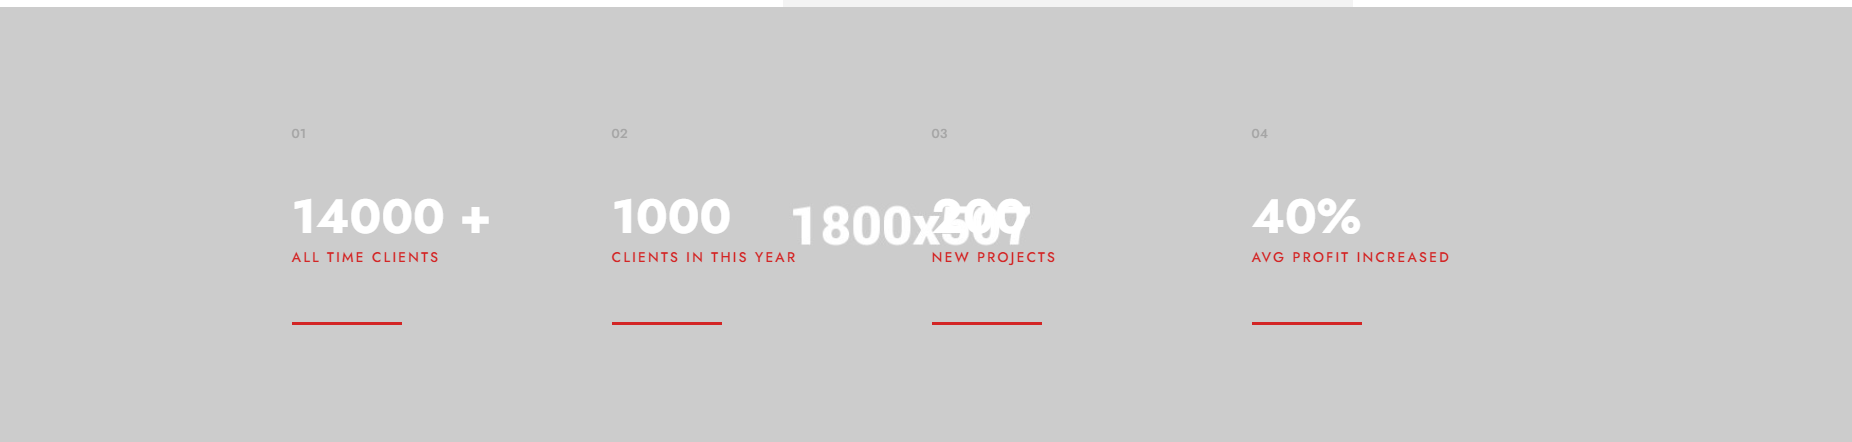 01
02
03
04
14000 +
1000
1800x507
200
40%
ALL TIME CLIENTS
CLIENTS IN THIS YEAR
NEW PROJECTS
AVG PROFIT INCREASED